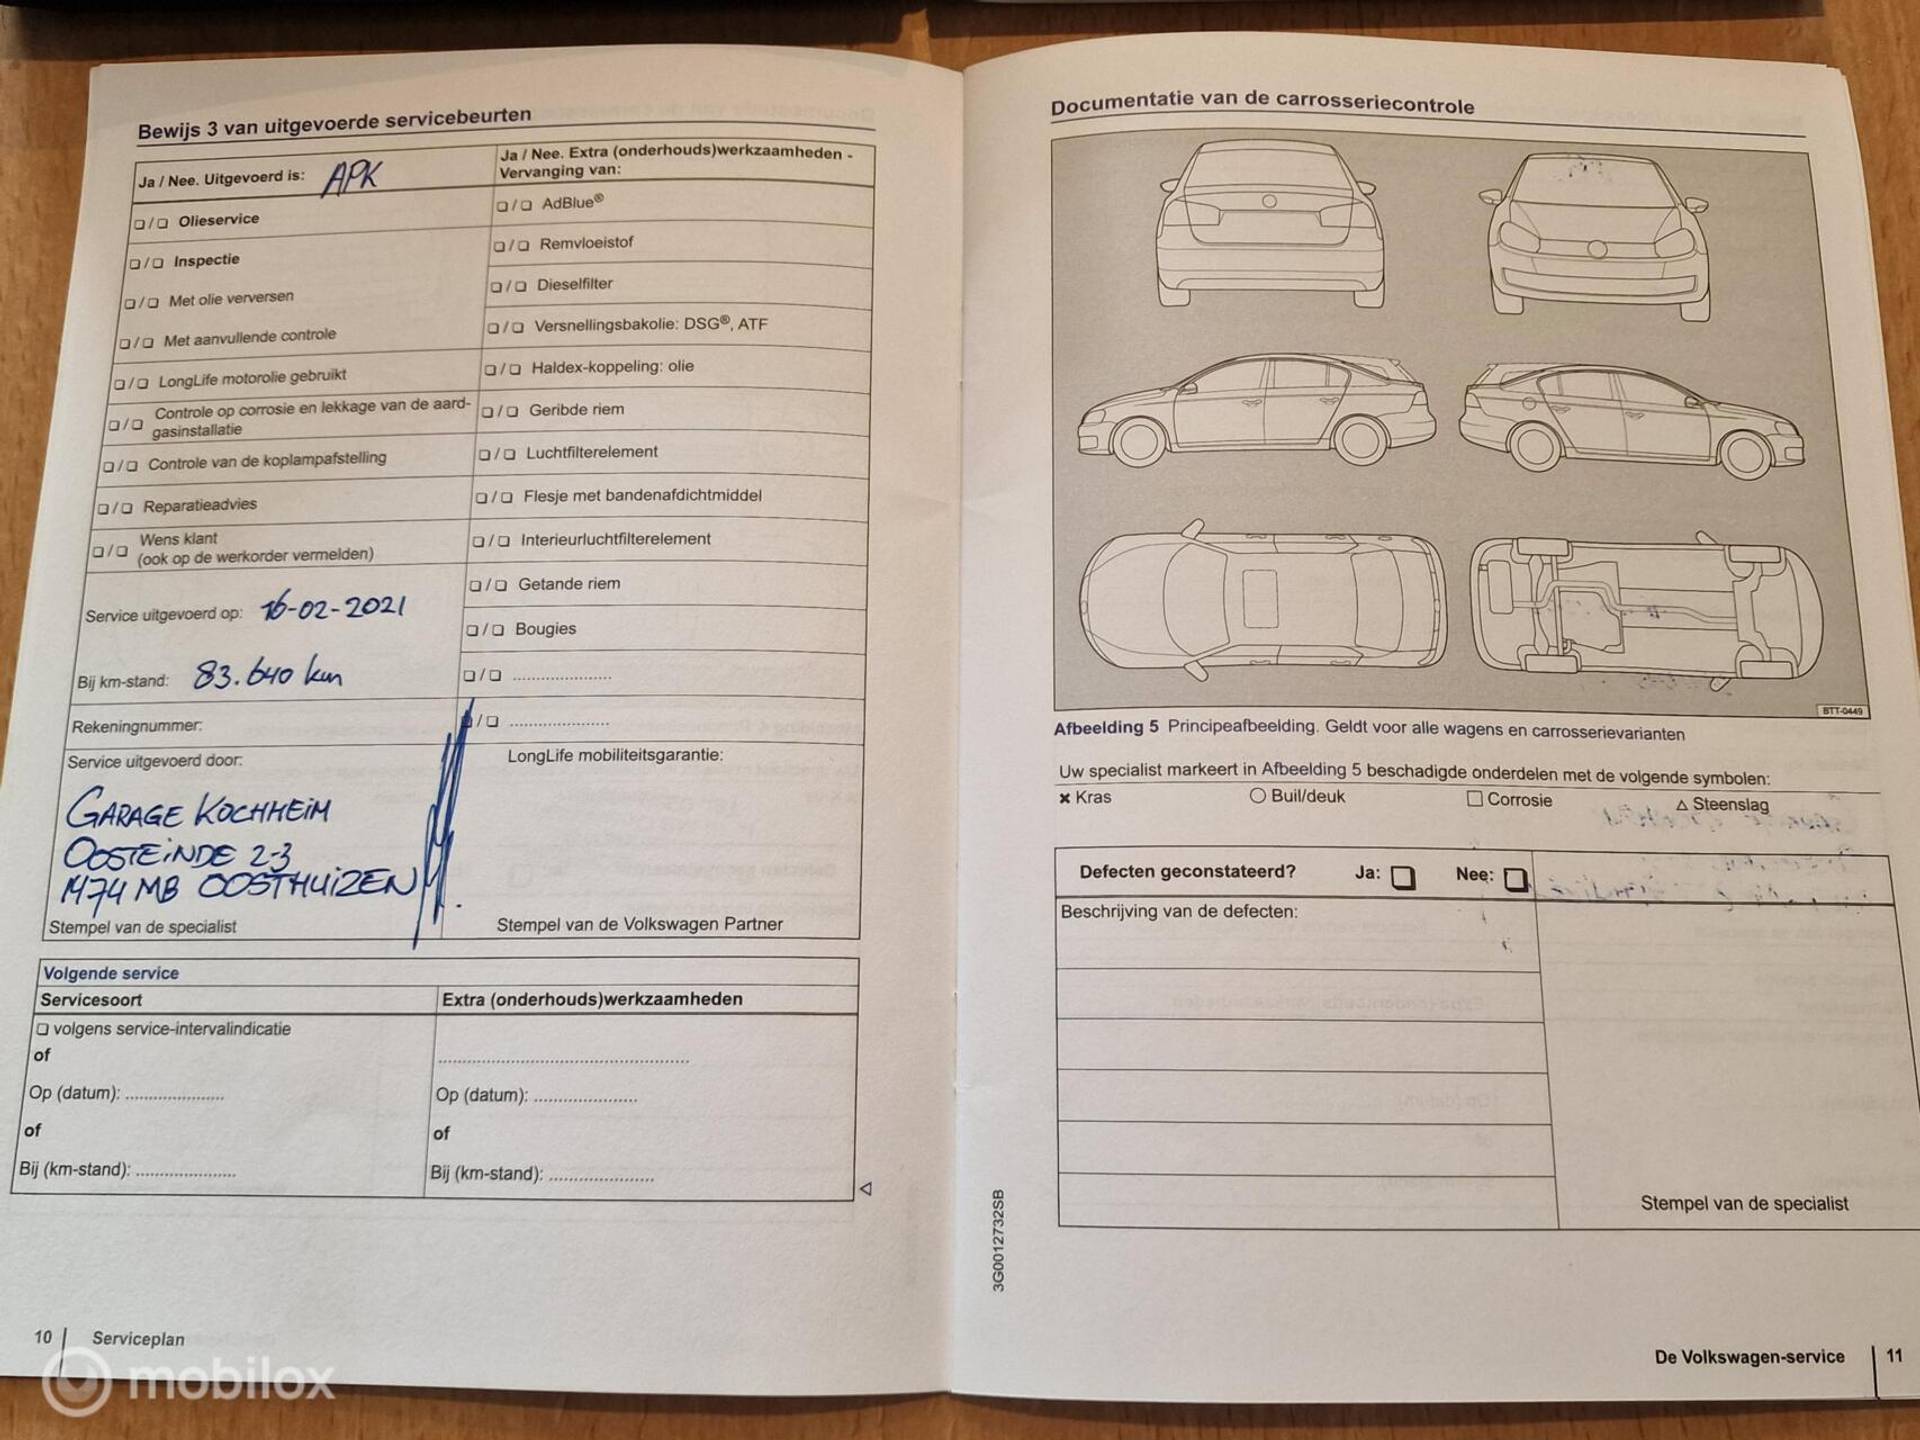 Bewijs 3 van uitgevoerde servicebeurten
Ja / Nee. Uitgevoerd is: APK
❏ / ❏ Olieservice
❏ / ❏ Inspectie
❏ / ❏ Met olie verversen
❏ / ❏ Met aanvullende controle
❏ / ❏ LongLife motorolie gebruikt
❏ / ❏ Controle op corrosie en lekkage van de aard-
gasinstallatie
❏ / ❏ Controle van de koplampafstelling
❏ / ❏ Reparatieadvies
❏ / ❏ Wens klant
(ook op de werkorder vermelden)
Service uitgevoerd op: 16-02-2021
Bij km-stand: 83.640 km
Rekeningnummer:
Service uitgevoerd door:
GARAGE KOCHHEIM
OOSTEINDE 2-3
1474 MB OOSTHUIZEN
Stempel van de specialist
Ja / Nee. Extra (onderhouds)werkzaamheden -
Vervanging van:
❏ / ❏ AdBlue®
❏ / ❏ Remvloeistof
❏ / ❏ Dieselfilter
❏ / ❏ Versnellingsbakolie: DSG®, ATF
❏ / ❏ Haldex-koppeling: olie
❏ / ❏ Geribde riem
❏ / ❏ Luchtfilterelement
❏ / ❏ Flesje met bandenafdichtmiddel
❏ / ❏ Interieurluchtfilterelement
❏ / ❏ Getande riem
❏ / ❏ Bougies
❏ / ❏ ......................
❏ / ❏ ......................
LongLife mobiliteitsgarantie:
Stempel van de Volkswagen Partner
Volgende service
Servicesoort
❏ volgens service-intervalindicatie
of
Op (datum): ......................
of
Bij (km-stand): ......................
Extra (onderhouds)werkzaamheden
......................................................
Op (datum): ......................
of
Bij (km-stand): ......................
10 Serviceplan
Documentatie van de carrosseriecontrole
BTT-0449
Afbeelding 5 Principeafbeelding. Geldt voor alle wagens en carrosserievarianten
Uw specialist markeert in Afbeelding 5 beschadigde onderdelen met de volgende symbolen:
✖ Kras ○ Buil/deuk □ Corrosie △ Steenslag
Defecten geconstateerd? Ja: ❏ Nee: ❏
Beschrijving van de defecten:
Stempel van de specialist
3G0012732SB
De Volkswagen-service 11
mobilox